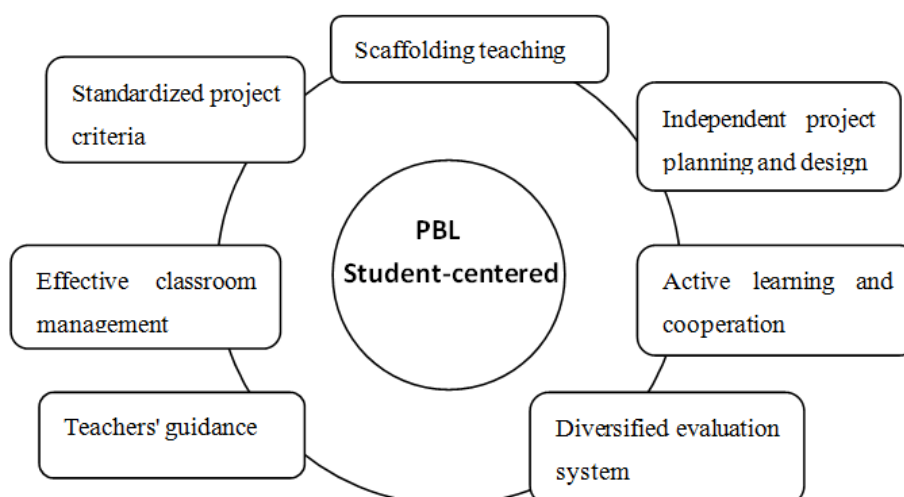 Scaffolding teaching
Standardized project
criteria
Independent project
planning and design
PBL
Student-centered
Effective classroom
management
Active learning and
cooperation
Teachers' guidance
Diversified evaluation
system